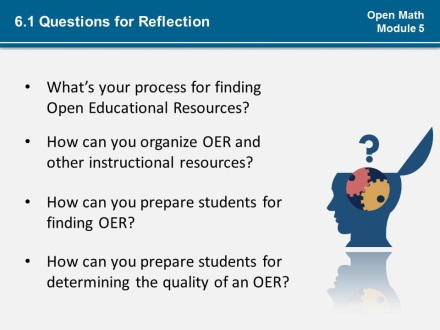 6.1 Questions for Reflection
Open Math
Module 5
• What's your process for finding
Open Educational Resources?
• How can you organize OER and
other instructional resources?
• How can you prepare students for
finding OER?
• How can you prepare students for
determining the quality of an OER?
?